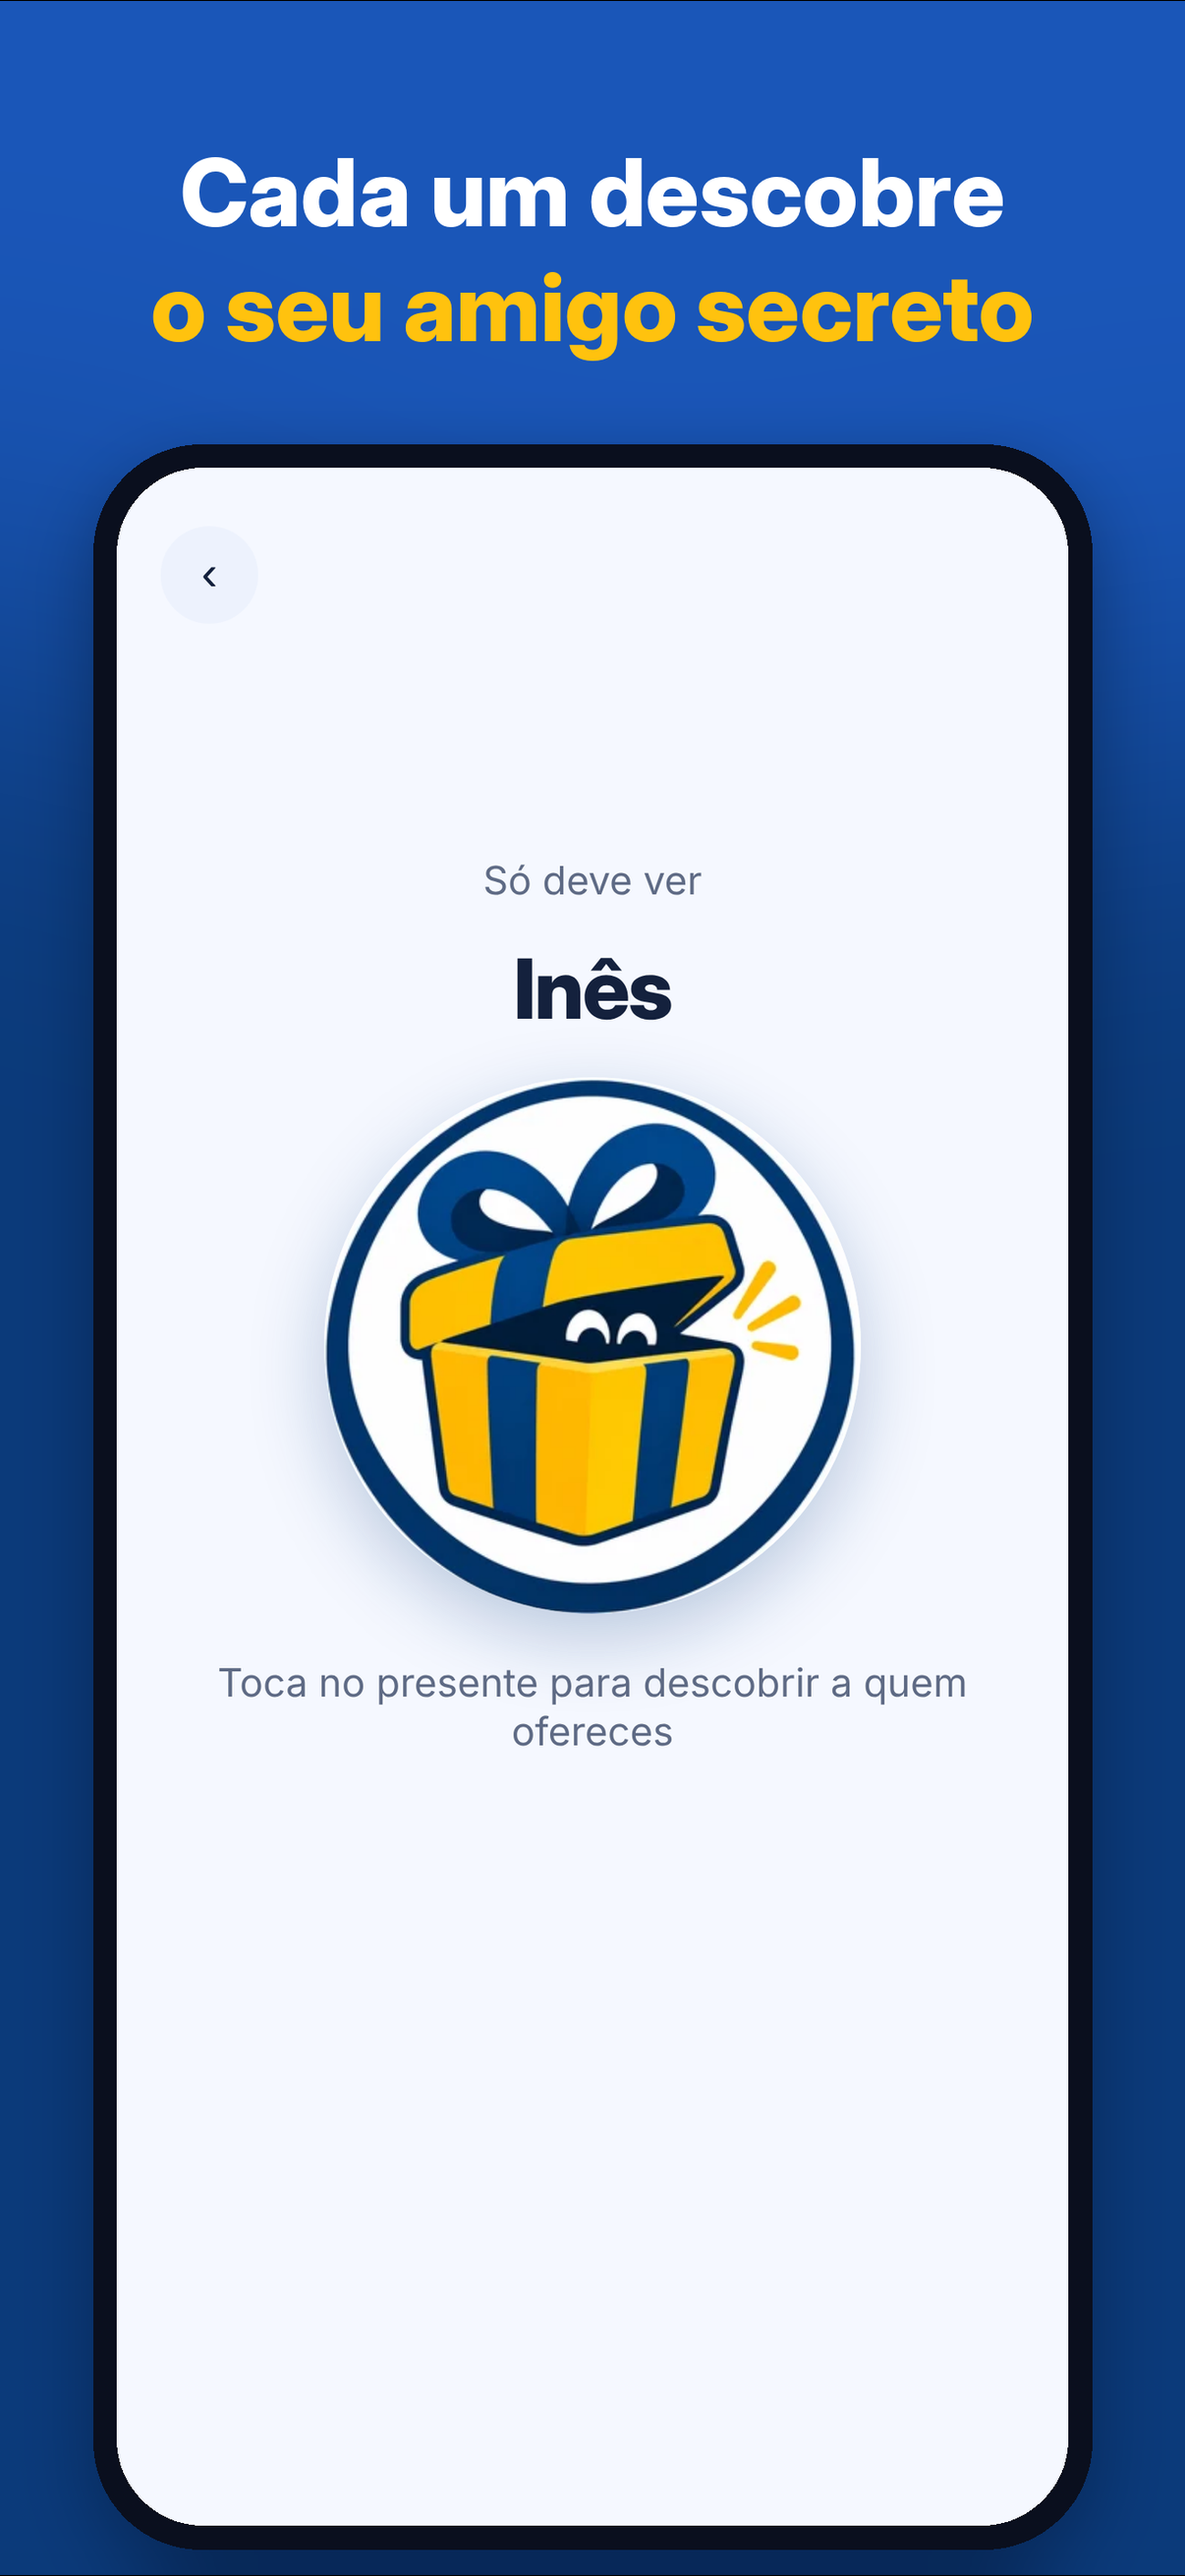 Cada um descobre
o seu amigo secreto
‹
Só deve ver
Inês
Toca no presente para descobrir a quem
ofereces